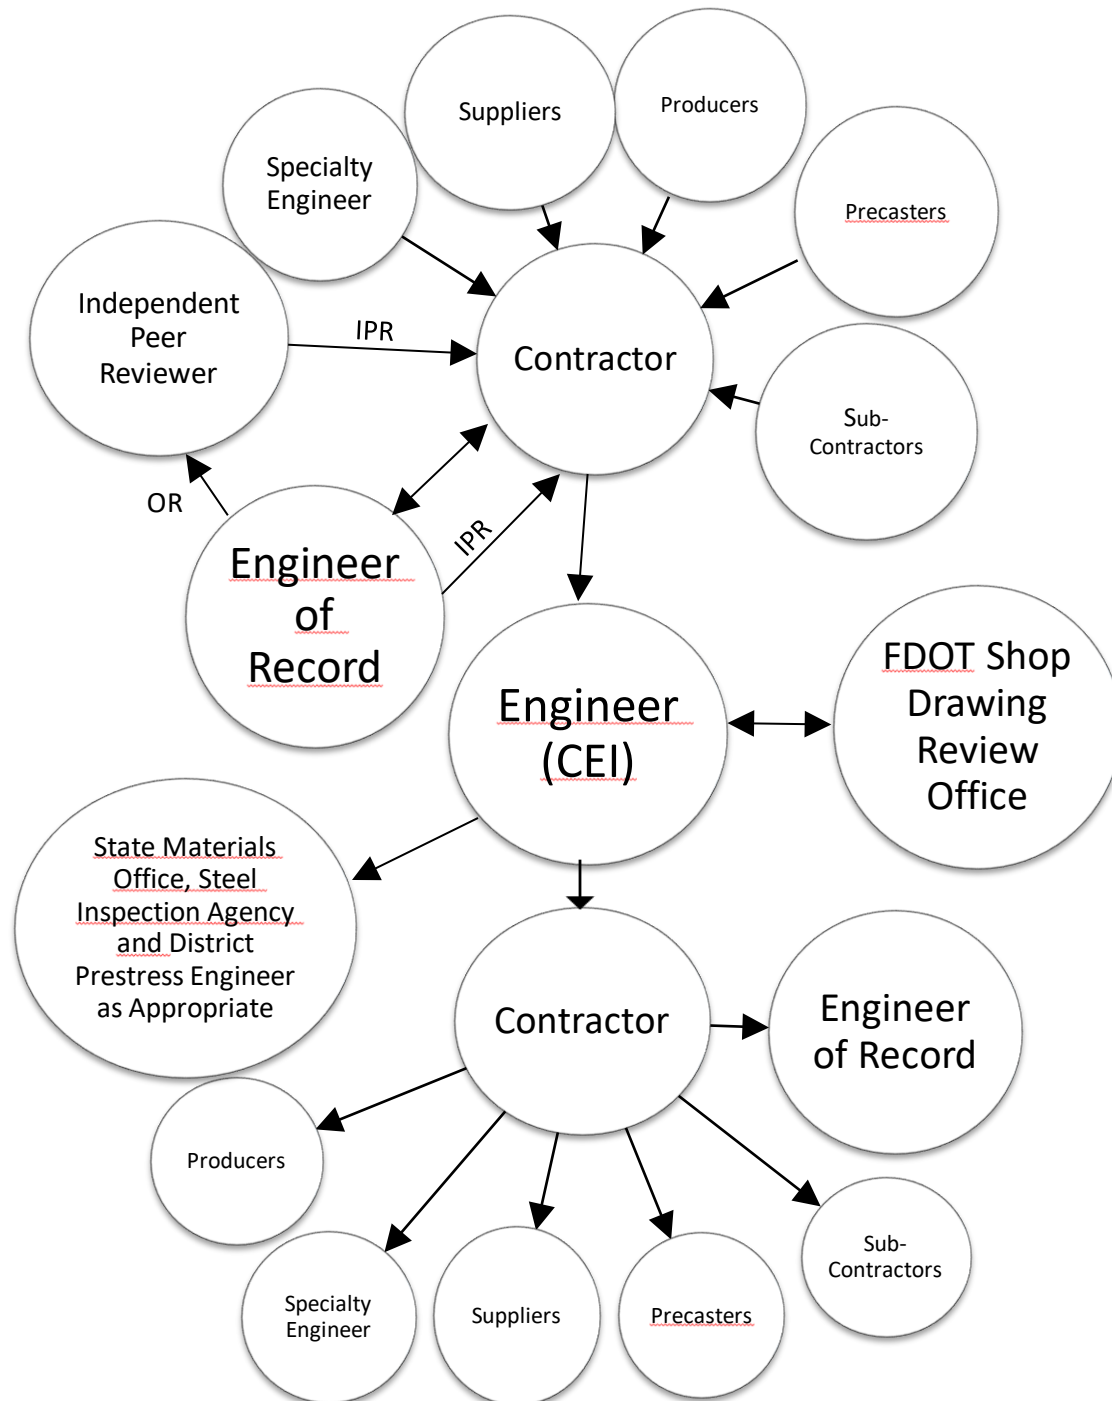 Suppliers
Producers
Specialty
Engineer
Precasters
Independent
Peer
Reviewer
IPR
Contractor
Sub-
Contractors
OR
IPR
Engineer
of
Record
Engineer
(CEI)
FDOT Shop
Drawing
Review
Office
State Materials
Office, Steel
Inspection Agency
and District
Prestress Engineer
as Appropriate
Contractor
Engineer
of Record
Producers
Specialty
Engineer
Suppliers
Precasters
Sub-
Contractors